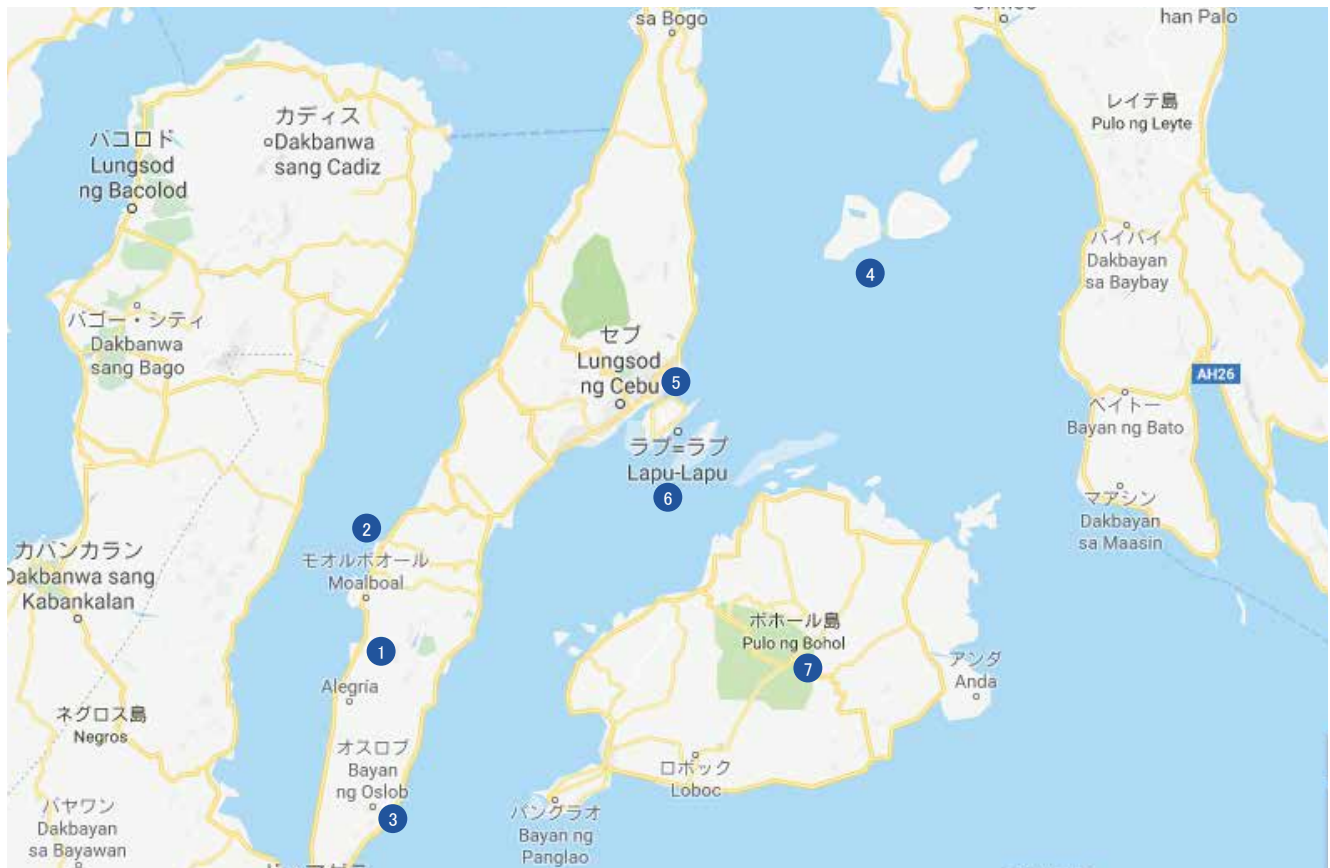 sa Bogo
han Palo
カディス
Dakbanwa
sang Cadiz
バコロド
Lungsod
ng Bacolod
レイテ島
Pulo ng Leyte
バイバイ
Dakbayan
sa Baybay
4
バゴー・シティ
Dakbanwa
sang Bago
セブ
Lungsod
ng Cebu
5
AH26
ベイトー
Bayan ng Bato
ラプ=ラプ
Lapu-Lapu
6
マアシン
Dakbayan
sa Maasin
2
モオルボオール
Moalboal
カバンカラン
Dakbanwa sang
Kabankalan
ボホール島
Pulo ng Bohol
7
1
アンダ
Anda
Alegria
ネグロス島
Negros
オスロブ
Bayan
ng Oslob
3
ロボック
Loboc
バヤワン
Dakbayan
sa Bayawan
パングラオ
Bayan ng
Panglao